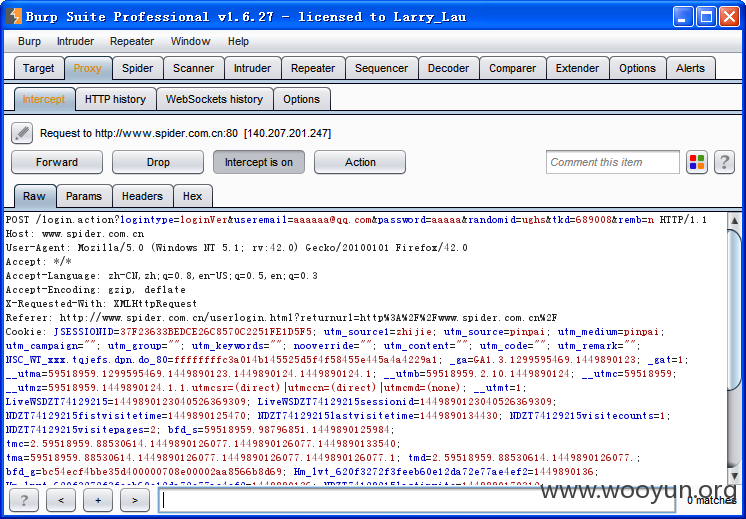 Burp Suite Professional v1.6.27 - licensed to Larry_Lau
Burp Intruder Repeater Window Help
Target Proxy Spider Scanner Intruder Repeater Sequencer Decoder Comparer Extender Options Alerts
Intercept HTTP history WebSockets history Options
Request to http://www.spider.com.cn:80 [140.207.201.247]
Forward Drop Intercept is on Action Comment this item ?
Raw Params Headers Hex
POST /login.action?logintype=loginVer&useremail=aaaaaa@qq.com&password=aaaaa&randomid=ughs&tkd=689008&remb=n HTTP/1.1
Host: www.spider.com.cn
User-Agent: Mozilla/5.0 (Windows NT 5.1; rv:42.0) Gecko/20100101 Firefox/42.0
Accept: */*
Accept-Language: zh-CN,zh;q=0.8,en-US;q=0.5,en;q=0.3
Accept-Encoding: gzip, deflate
X-Requested-With: XMLHttpRequest
Referer: http://www.spider.com.cn/userlogin.html?returnurl=http%3A%2F%2Fwww.spider.com.cn%2F
Cookie: JSESSIONID=37F23633BEDCE26C8570C2251FE1D5F5; utm_source1=zhijie; utm_source=pinpai; utm_medium=pinpai;
utm_campaign=""; utm_group=""; utm_keywords=""; nooverride=""; utm_content=""; utm_code=""; utm_remark="";
NSC_WT_xxx.tqjefs.dpn.do_80=ffffffffc3a014b145525d5f4f58455e445a4a4229a1; _ga=GA1.3.1299595469.1449890123; _gat=1;
__utma=59518959.1299595469.1449890123.1449890124.1449890124.1; __utmb=59518959.2.10.1449890124; __utmc=59518959;
__utmz=59518959.1449890124.1.1.utmcsr=(direct)|utmccn=(direct)|utmcmd=(none); __utmt=1;
LiveWSDZT74129215=1449890123040526369309; LiveWSDZT74129215sessionid=1449890123040526369309;
NDZT74129215fistvisitetime=1449890125470; NDZT74129215lastvisitetime=1449890134430; NDZT74129215visitecounts=1;
NDZT74129215visitepages=2; bfd_s=59518959.98796851.1449890125984;
tmc=2.59518959.88530614.1449890126077.1449890126077.1449890133540;
tma=59518959.88530614.1449890126077.1449890126077.1449890126077.1; tmd=2.59518959.88530614.1449890126077.;
bfd_g=bc54ecf4bbe35d400000708e00002aa8566b8d69; Hm_lvt_620f3272f3feeb60e12da72e77ae4ef2=1449890136;
? < + > 0 matches
www.wooyun.org